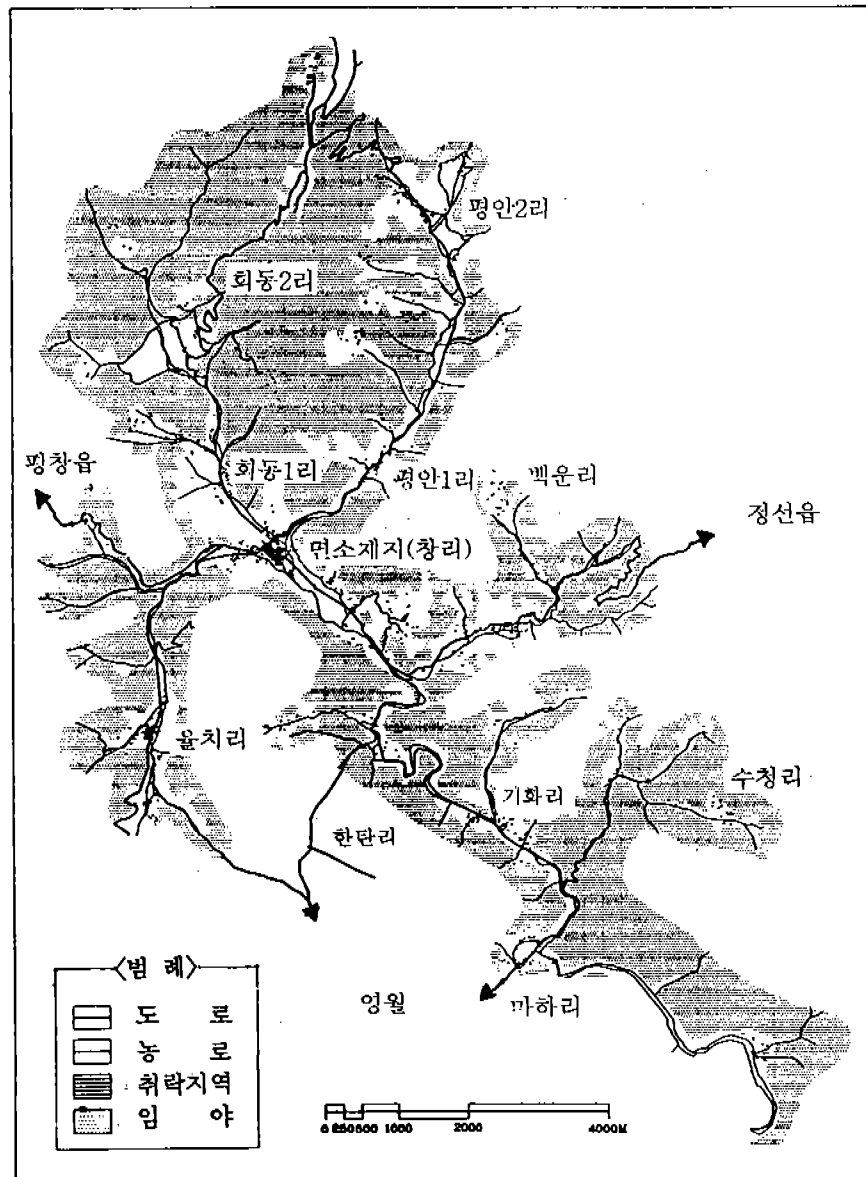 평안2리
회동2리
평창읍
회동1리
평안1리
백운리
정선읍
면소제지(창리)
율치리
기화리
수청리
한탄리
<범 례>
도 로
농 로
취락지역
임 야
영월
마하리
0 250500 1000 2000 4000M